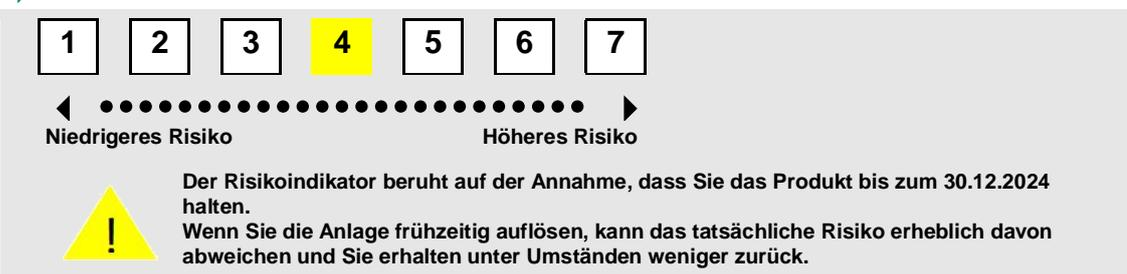 1 2 3 4 5 6 7
Niedrigeres Risiko Höheres Risiko
Der Risikoindikator beruht auf der Annahme, dass Sie das Produkt bis zum 30.12.2024
halten.
Wenn Sie die Anlage frühzeitig auflösen, kann das tatsächliche Risiko erheblich davon
abweichen und Sie erhalten unter Umständen weniger zurück.
!